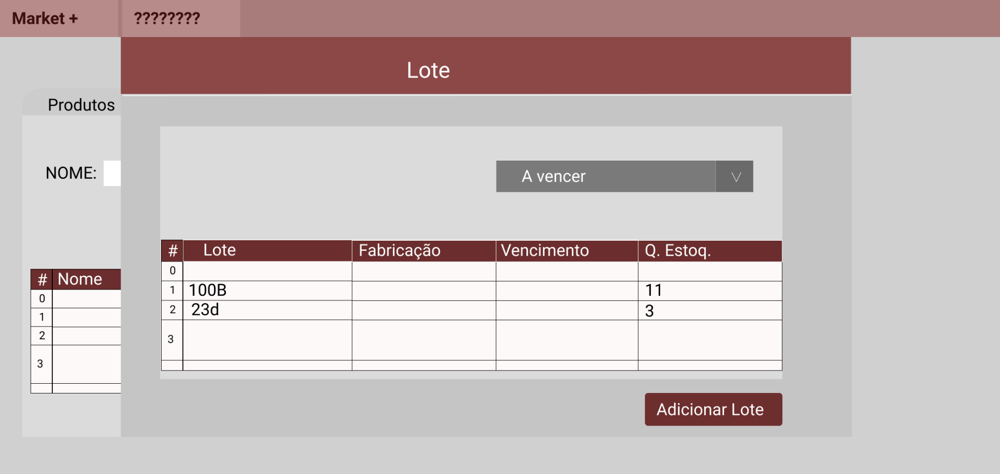 Market + ????????
Lote
Produtos
NOME:
A vencer V
# Lote Fabricação Vencimento Q. Estoq.
0
1 100B 11
2 23d 3
3
# Nome
0
1
2
3
Adicionar Lote